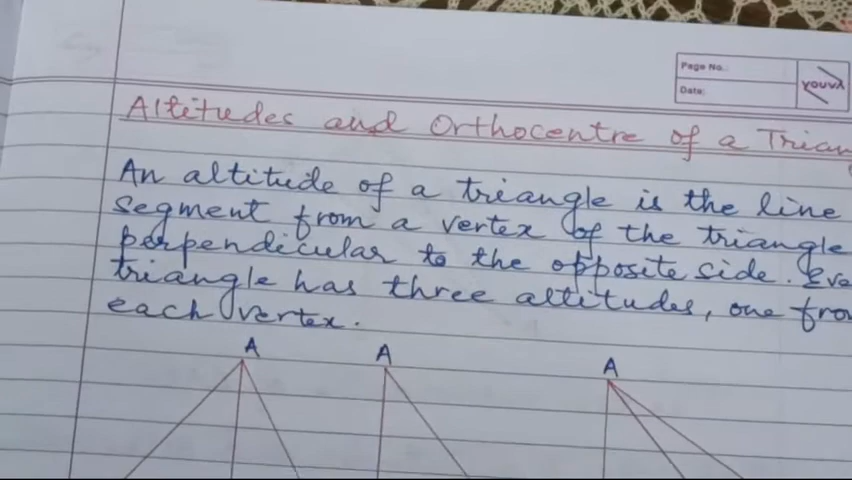 Page No.
Date:
youva
Altitudes and Orthocentre of a Trian
An altitude of a triangle is the line
segment from a vertex of the triangle
perpendicular to the opposite side. Eve
triangle has three altitudes, one fro
each vertex.
A A A